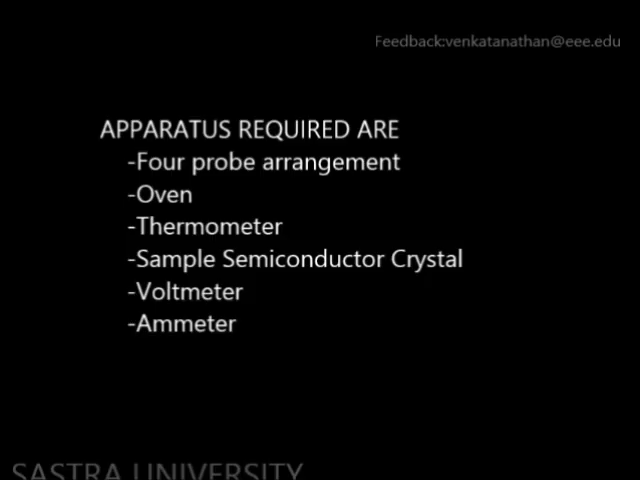 Feedback:venkatanathan@eee.edu
APPARATUS REQUIRED ARE
-Four probe arrangement
-Oven
-Thermometer
-Sample Semiconductor Crystal
-Voltmeter
-Ammeter
SASTRA UNIVERSITY